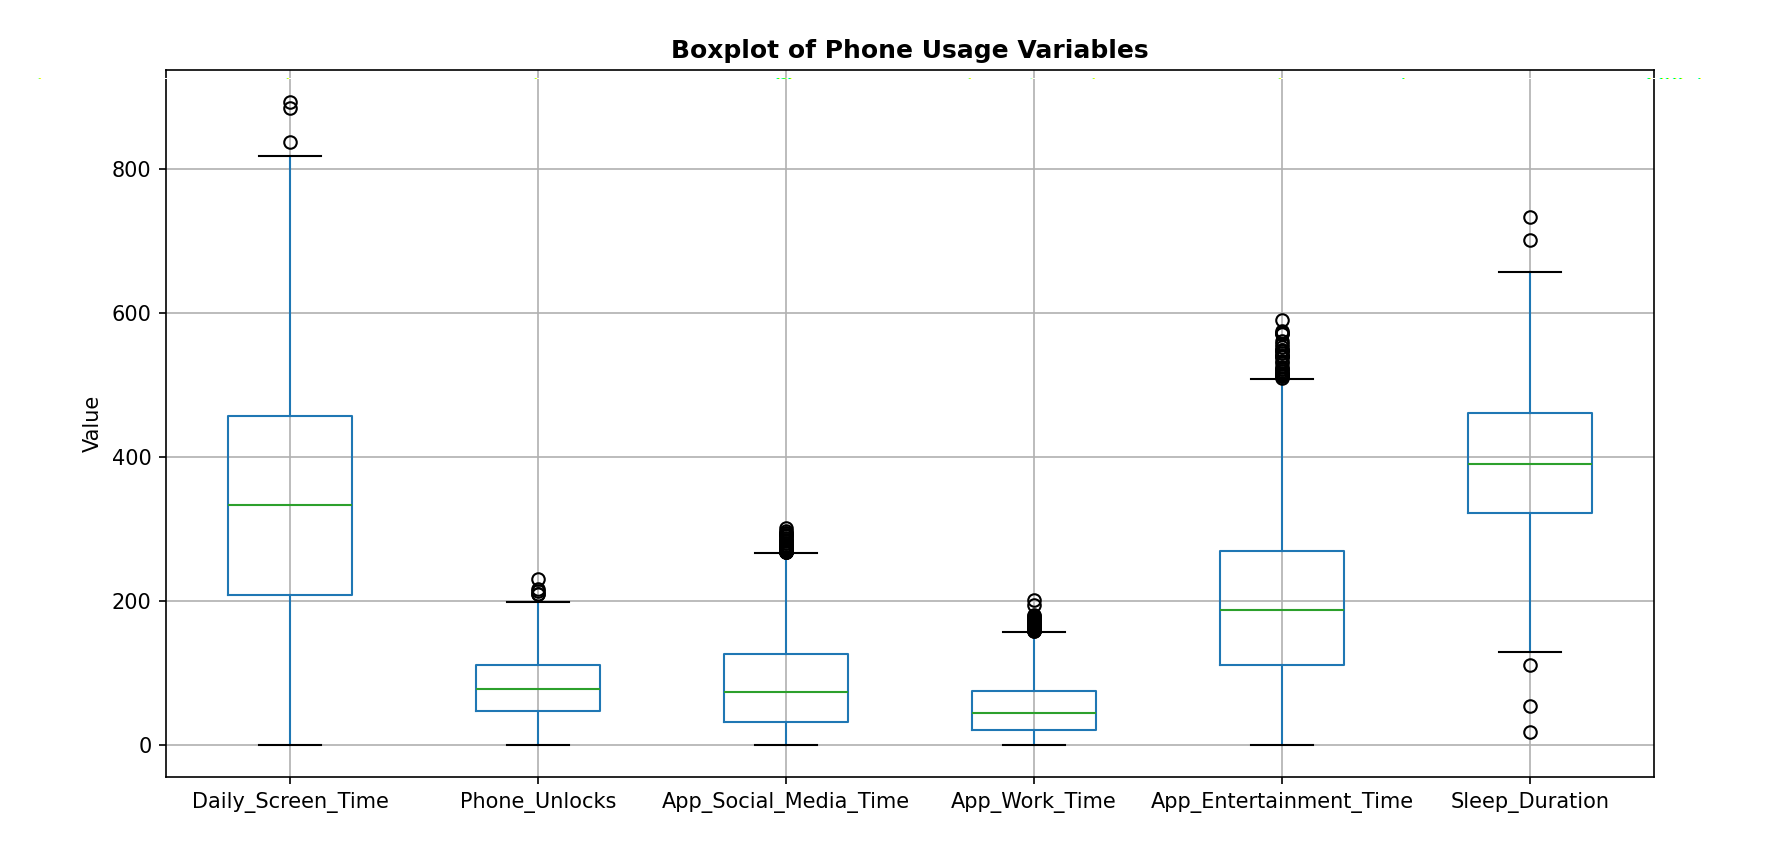 Boxplot of Phone Usage Variables
800
600
400
200
0
Value
Daily_Screen_Time
Phone_Unlocks
App_Social_Media_Time
App_Work_Time
App_Entertainment_Time
Sleep_Duration